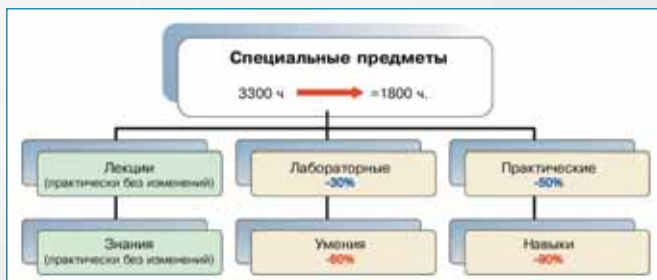 Специальные предметы
3300 ч =1800 ч.
Лекции
(практически без изменений)
Лабораторные
-30%
Практические
-50%
Знания
(практически без изменений)
Умения
-60%
Навыки
-90%